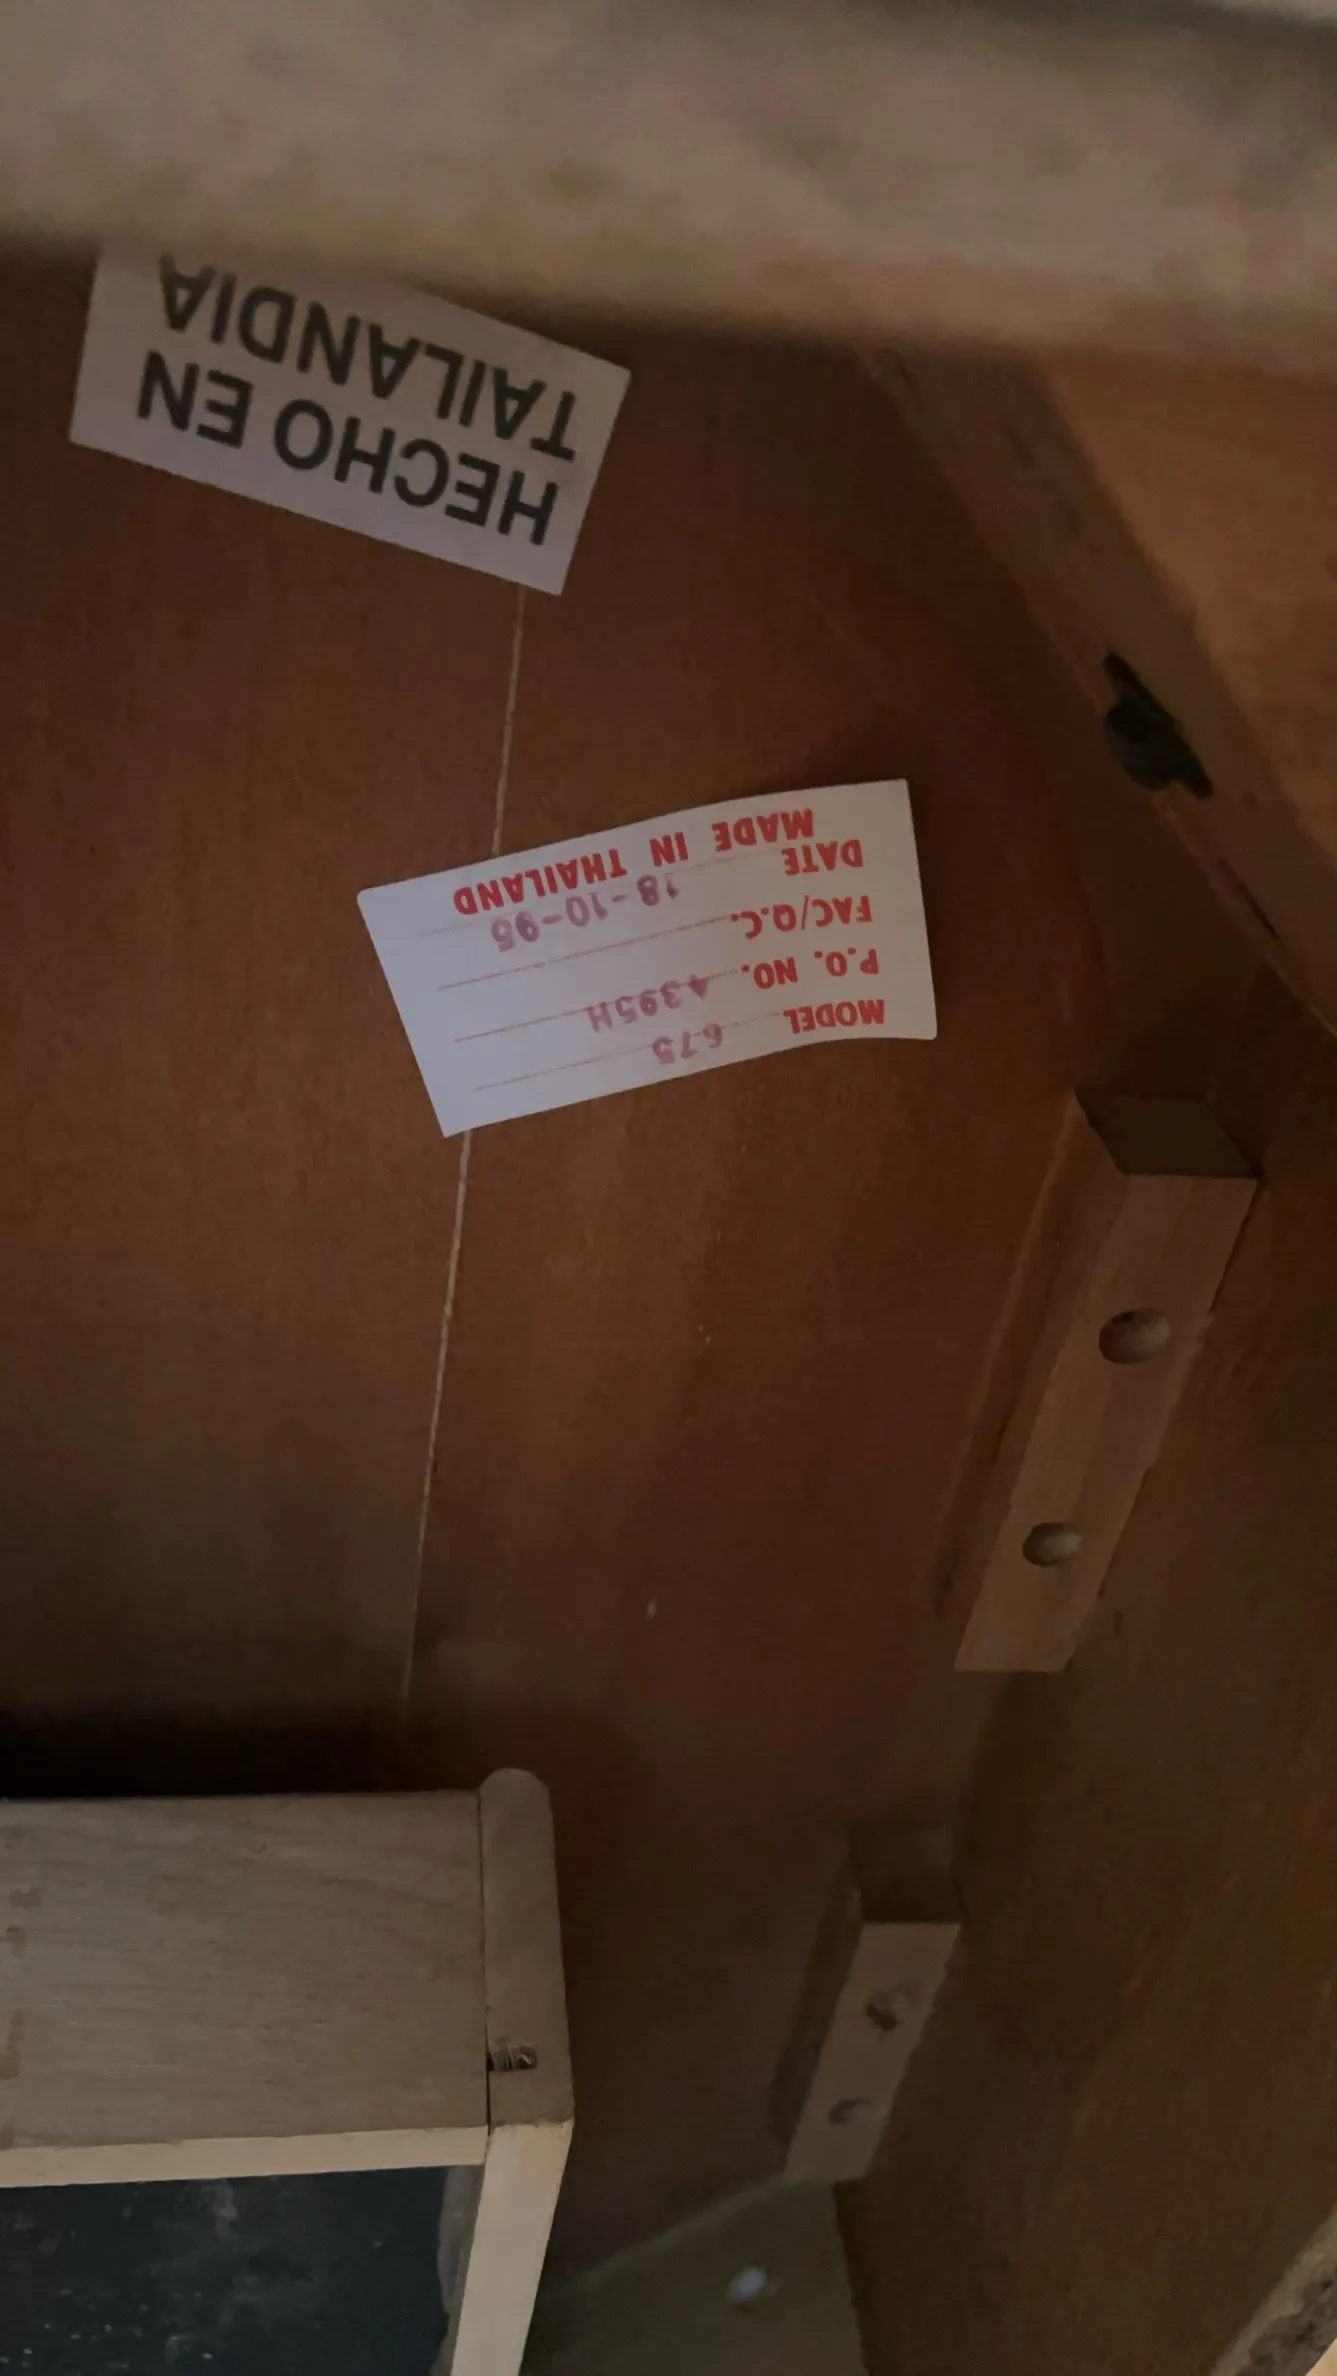 HECHO EN
TAILANDIA
MODEL 675
P.O. NO. 4395H
FAC/Q.C.
DATE 18-10-95
MADE IN THAILAND